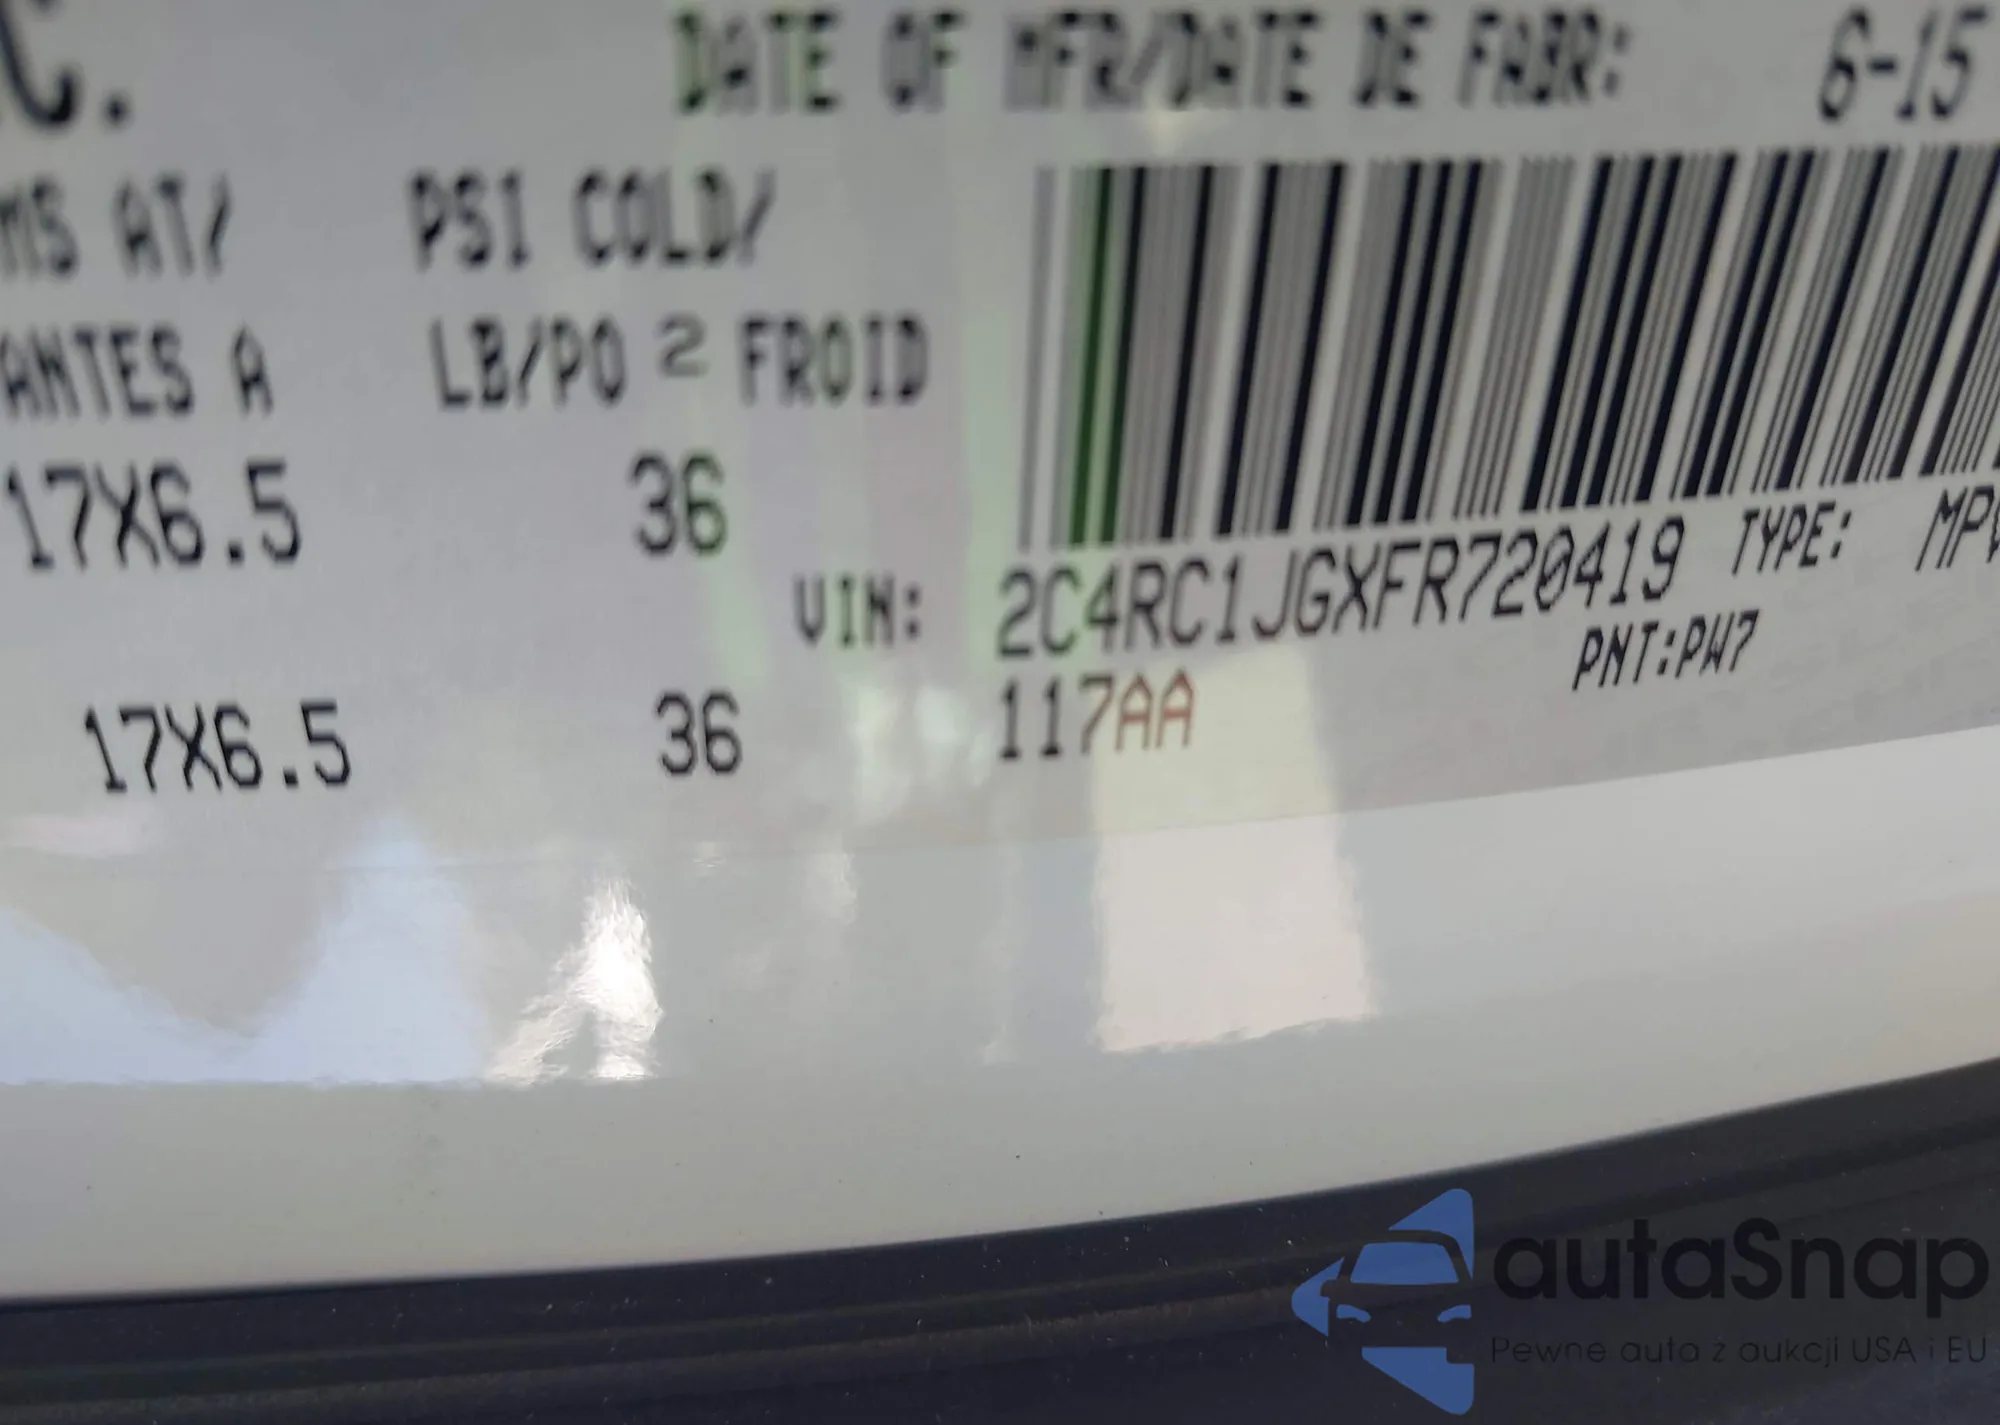 C. DATE OF MFR/DATE DE FABR: 6-15
MS AT/ PSI COLD/
ANTES A LB/PO 2 FROID
17X6.5 36
VIN: 2C4RC1JGXFR720419 TYPE: MPV
17X6.5 36 117AA PNT:PW7
autaSnap
Pewne auta z aukcji USA i EU